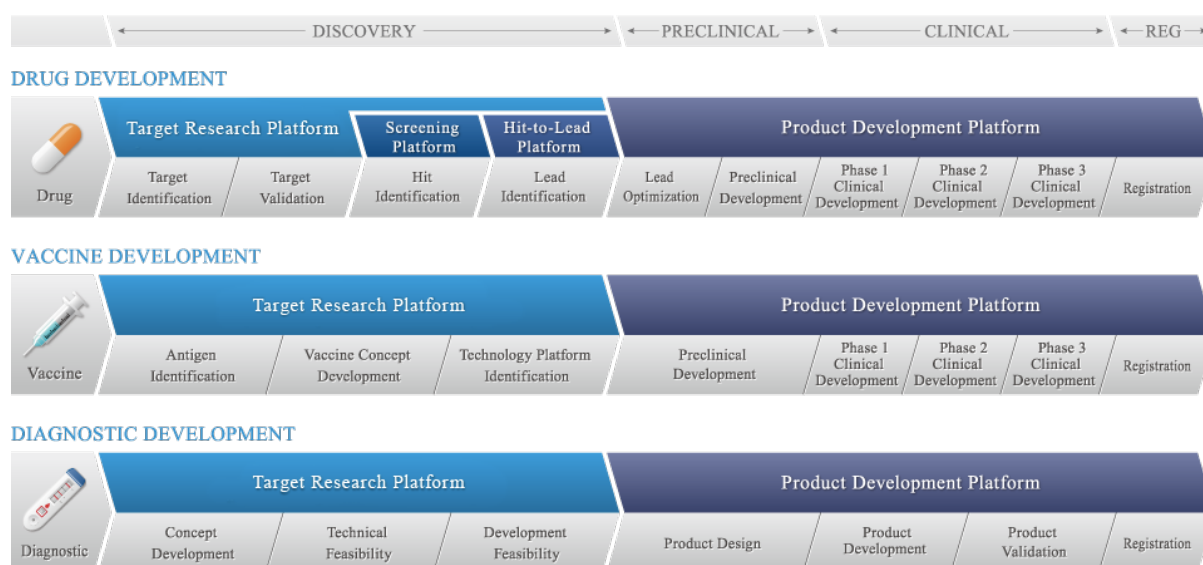 DISCOVERY
PRECLINICAL
CLINICAL
REG
DRUG DEVELOPMENT
Drug
Target Research Platform
Screening
Platform
Hit-to-Lead
Platform
Product Development Platform
Target
Identification
Target
Validation
Hit
Identification
Lead
Identification
Lead
Optimization
Preclinical
Development
Phase 1
Clinical
Development
Phase 2
Clinical
Development
Phase 3
Clinical
Development
Registration
VACCINE DEVELOPMENT
Vaccine
Target Research Platform
Product Development Platform
Antigen
Identification
Vaccine Concept
Development
Technology Platform
Identification
Preclinical
Development
Phase 1
Clinical
Development
Phase 2
Clinical
Development
Phase 3
Clinical
Development
Registration
DIAGNOSTIC DEVELOPMENT
Diagnostic
Target Research Platform
Product Development Platform
Concept
Development
Technical
Feasibility
Development
Feasibility
Product Design
Product
Development
Product
Validation
Registration